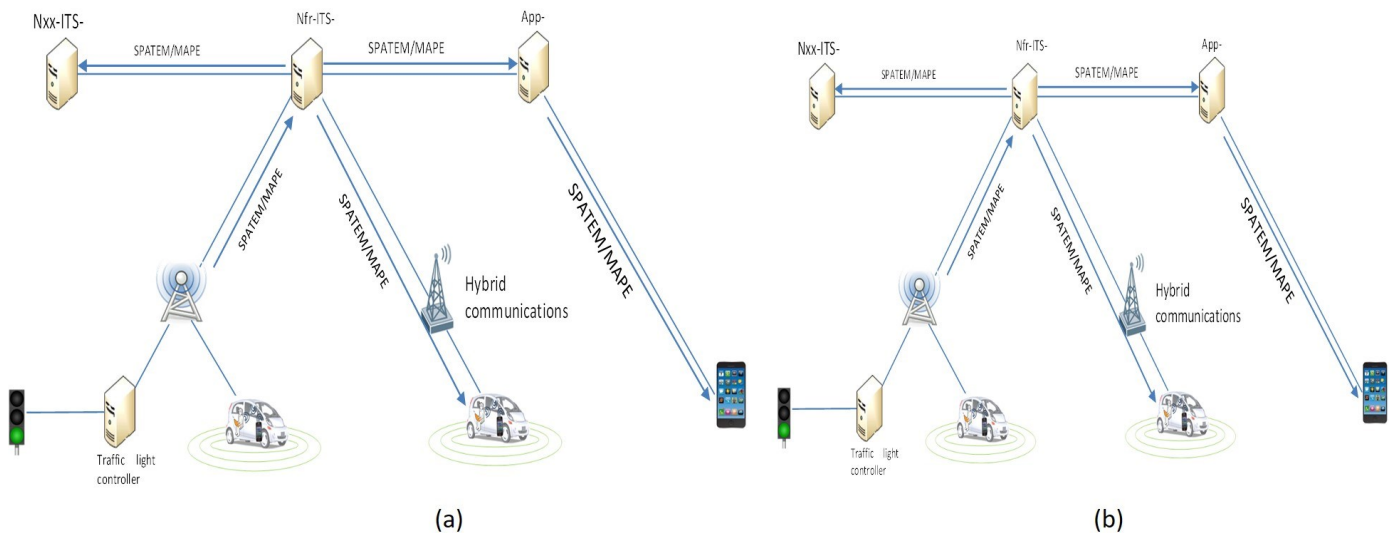 Nxx-ITS-
Nfr-ITS-
App-
SPATEM/MAPE
SPATEM/MAPE
SPATEM/MAPE
SPATEM/MAPE
SPATEM/MAPE
Hybrid
communications
Traffic light
controller
(a)
Nxx-ITS-
Nfr-ITS-
App-
SPATEM/MAPE
SPATEM/MAPE
SPATEM/MAPE
SPATEM/MAPE
SPATEM/MAPE
Hybrid
communications
Traffic light
controller
(b)